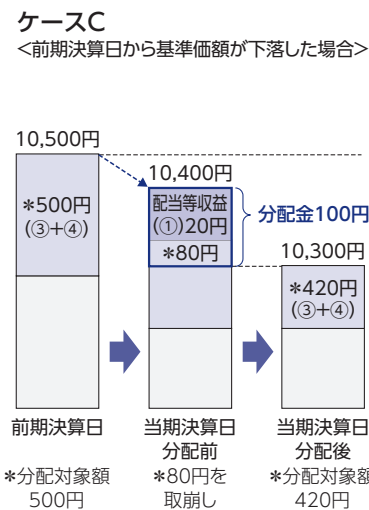 ケースC
<前期決算日から基準価額が下落した場合>
10,500円
10,400円
＊500円
(③+④)
配当等収益
(①)20円
＊80円
分配金100円
10,300円
＊420円
(③+④)
前期決算日
当期決算日
分配前
当期決算日
分配後
＊分配対象額
500円
＊80円を
取崩し
＊分配対象額
420円